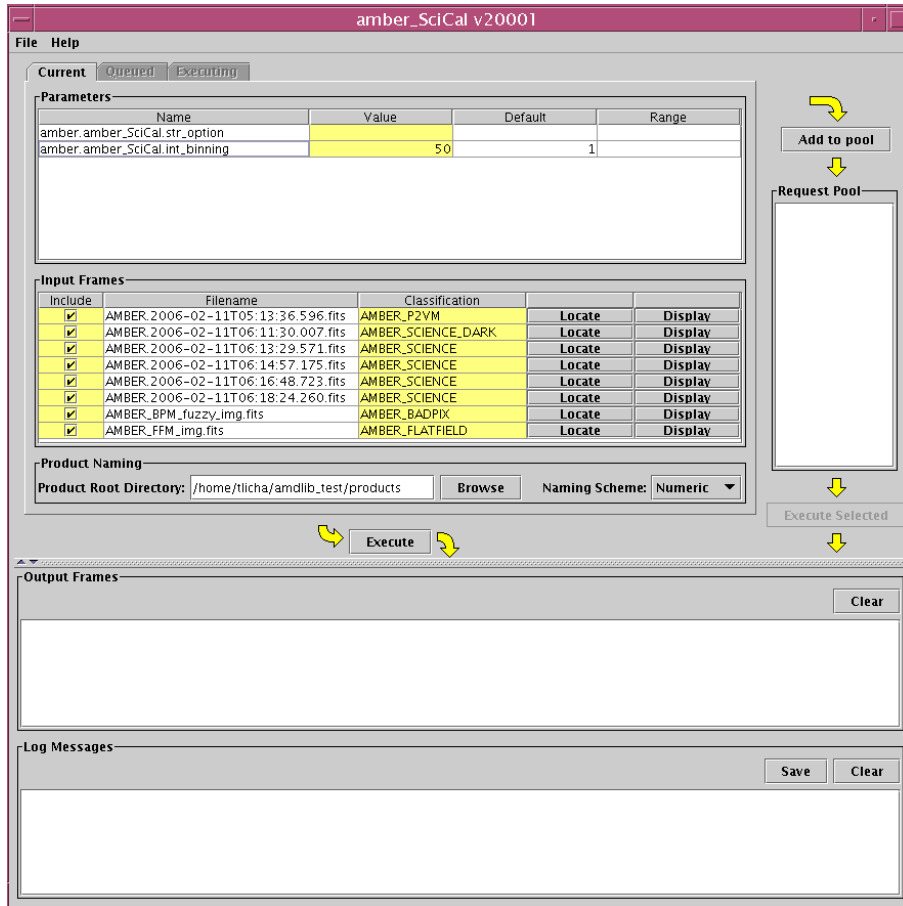 amber_SciCal v20001
File Help
Current Queued Executing
Parameters
Name Value Default Range
amber.amber_SciCal.str_option
amber.amber_SciCal.int_binning 50 1
Add to pool
Request Pool
Input Frames
Include Filename Classification
AMBER.2006-02-11T05:13:36.596.fits AMBER_P2VM Locate Display
AMBER.2006-02-11T06:11:30.007.fits AMBER_SCIENCE_DARK Locate Display
AMBER.2006-02-11T06:13:29.571.fits AMBER_SCIENCE Locate Display
AMBER.2006-02-11T06:14:57.175.fits AMBER_SCIENCE Locate Display
AMBER.2006-02-11T06:16:48.723.fits AMBER_SCIENCE Locate Display
AMBER.2006-02-11T06:18:24.260.fits AMBER_SCIENCE Locate Display
AMBER_BPM_fuzzy_img.fits AMBER_BADPIX Locate Display
AMBER_FFM_img.fits AMBER_FLATFIELD Locate Display
Product Naming
Product Root Directory: /home/tlicha/amdlib_test/products Browse Naming Scheme: Numeric
Execute Selected
Execute
Output Frames
Clear
Log Messages
Save Clear